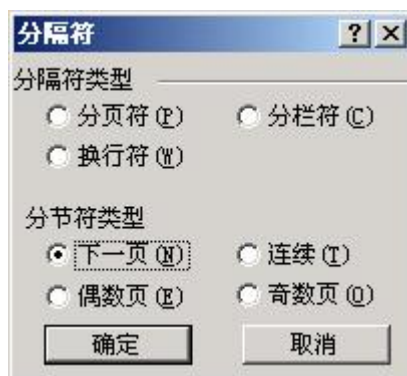 分隔符 ? ×
分隔符类型
分页符(P) 分栏符(C)
换行符(W)
分节符类型
下一页(N) 连续(T)
偶数页(E) 奇数页(O)
确定 取消